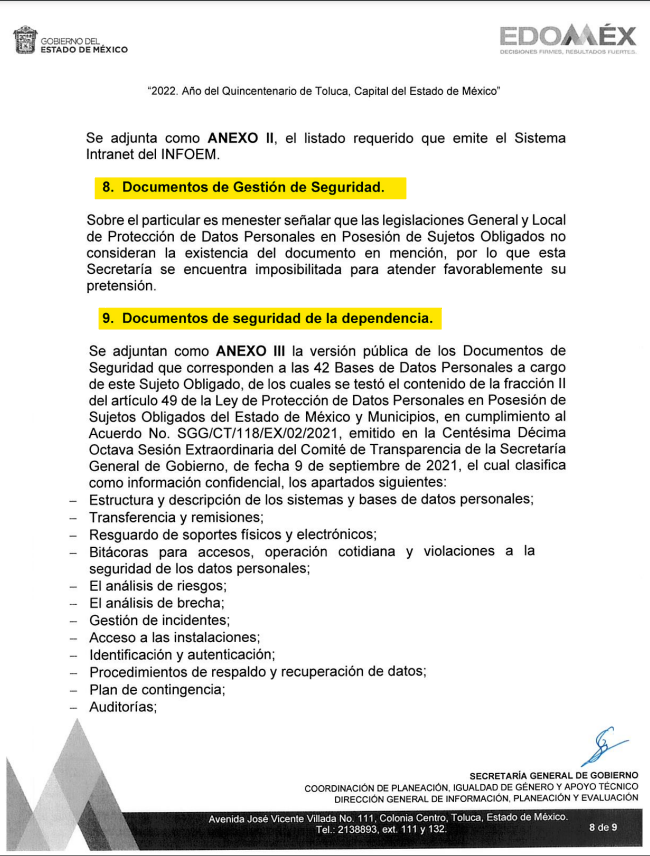 GOBIERNO DEL
ESTADO DE MÉXICO
EDOMÉX
DECISIONES FIRMES, RESULTADOS FUERTES.
“2022. Año del Quincentenario de Toluca, Capital del Estado de México”
Se adjunta como ANEXO II, el listado requerido que emite el Sistema
Intranet del INFOEM.
8. Documentos de Gestión de Seguridad.
Sobre el particular es menester señalar que las legislaciones General y Local
de Protección de Datos Personales en Posesión de Sujetos Obligados no
consideran la existencia del documento en mención, por lo que esta
Secretaría se encuentra imposibilitada para atender favorablemente su
pretensión.
9. Documentos de seguridad de la dependencia.
Se adjuntan como ANEXO III la versión pública de los Documentos de
Seguridad que corresponden a las 42 Bases de Datos Personales a cargo
de este Sujeto Obligado, de los cuales se testó el contenido de la fracción II
del artículo 49 de la Ley de Protección de Datos Personales en Posesión de
Sujetos Obligados del Estado de México y Municipios, en cumplimiento al
Acuerdo No. SGG/CT/118/EX/02/2021, emitido en la Centésima Décima
Octava Sesión Extraordinaria del Comité de Transparencia de la Secretaría
General de Gobierno, de fecha 9 de septiembre de 2021, el cual clasifica
como información confidencial, los apartados siguientes:
– Estructura y descripción de los sistemas y bases de datos personales;
– Transferencia y remisiones;
– Resguardo de soportes físicos y electrónicos;
– Bitácoras para accesos, operación cotidiana y violaciones a la
seguridad de los datos personales;
– El análisis de riesgos;
– El análisis de brecha;
– Gestión de incidentes;
– Acceso a las instalaciones;
– Identificación y autenticación;
– Procedimientos de respaldo y recuperación de datos;
– Plan de contingencia;
– Auditorías;
SECRETARÍA GENERAL DE GOBIERNO
COORDINACIÓN DE PLANEACIÓN, IGUALDAD DE GÉNERO Y APOYO TÉCNICO
DIRECCIÓN GENERAL DE INFORMACIÓN, PLANEACIÓN Y EVALUACIÓN
Avenida José Vicente Villada No. 111, Colonia Centro, Toluca, Estado de México.
Tel.: 2138893, ext. 111 y 132.
8 de 9